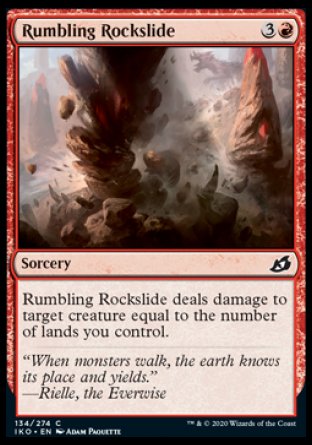 Rumbling Rockslide 3
Sorcery
Rumbling Rockslide deals damage to
target creature equal to the number
of lands you control.
“When monsters walk, the earth knows
its place and yields.”
—Rielle, the Everwise
134/274 C
IKO • EN Adam Paquette
™ & © 2020 Wizards of the Coast